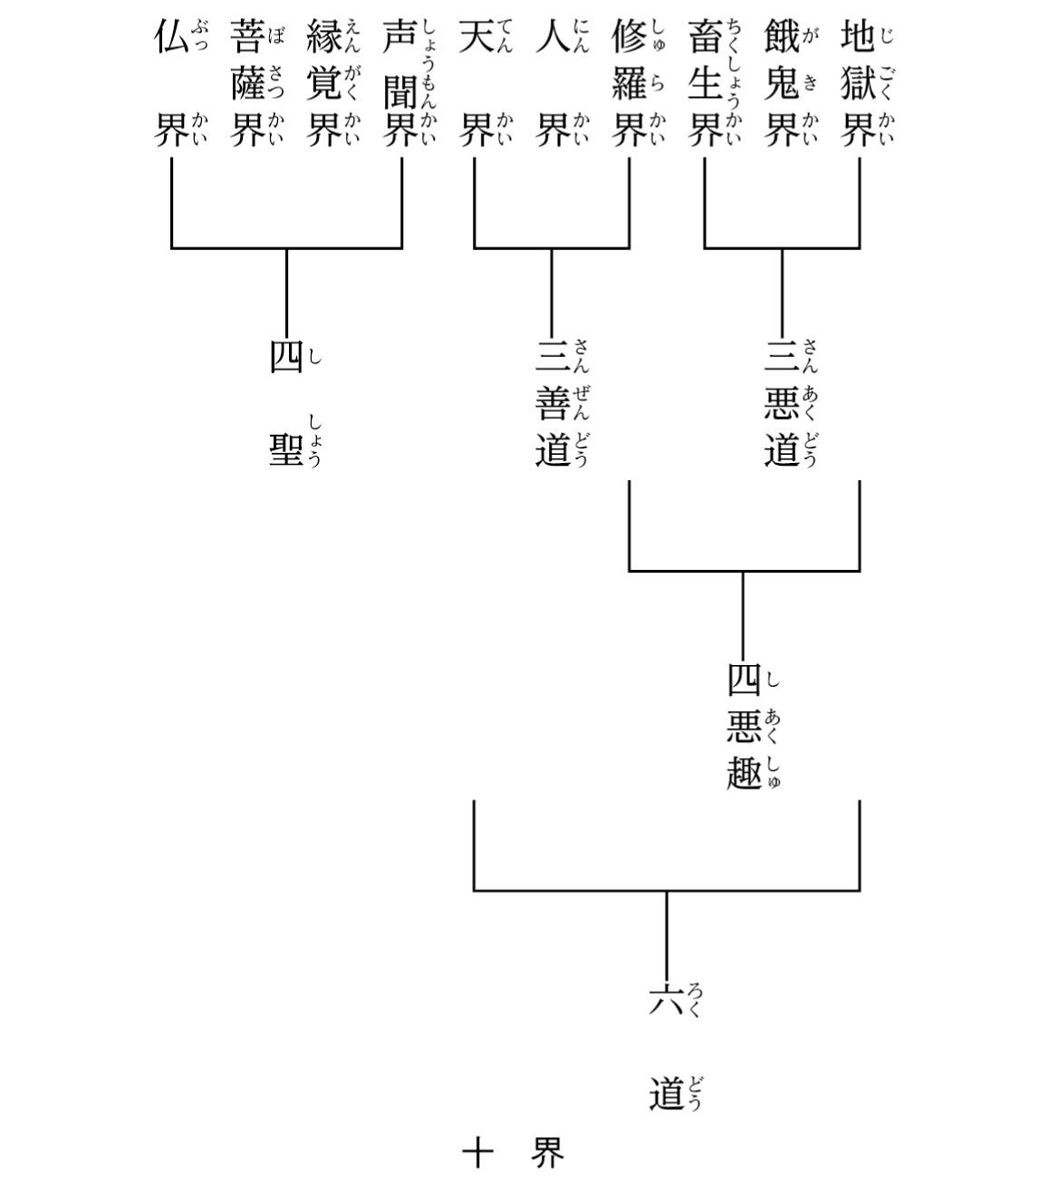 地獄界
じごくかい
餓鬼界
がきかい
畜生界
ちくしょうかい
修羅界
しゅらかい
人界
にんかい
天界
てんかい
声聞界
しょうもんかい
縁覚界
えんがくかい
菩薩界
ぼさつかい
仏界
ぶっかい
三悪道
さんあくどう
三善道
さんぜんどう
四聖
ししょう
四悪趣
しあくしゅ
六道
ろくどう
十界